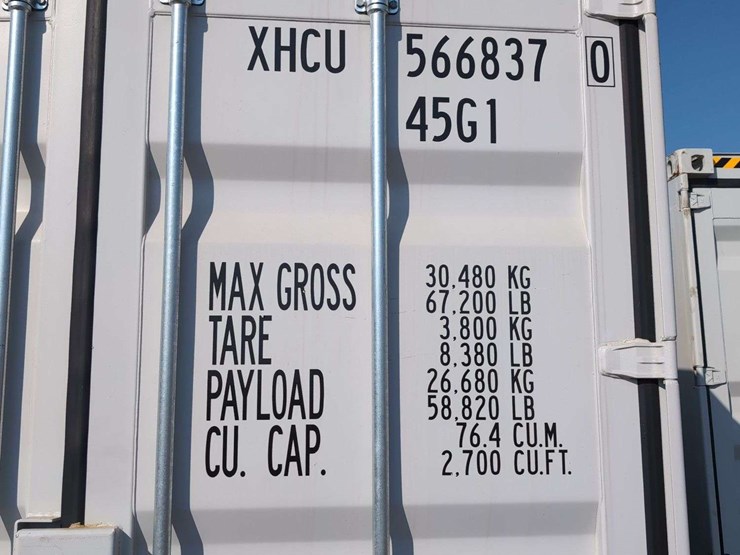 XHCU 566837 0
45G1
MAX GROSS 30,480 KG
67,200 LB
TARE 3,800 KG
8,380 LB
PAYLOAD 26,680 KG
58,820 LB
CU. CAP. 76.4 CU.M.
2,700 CU.FT.